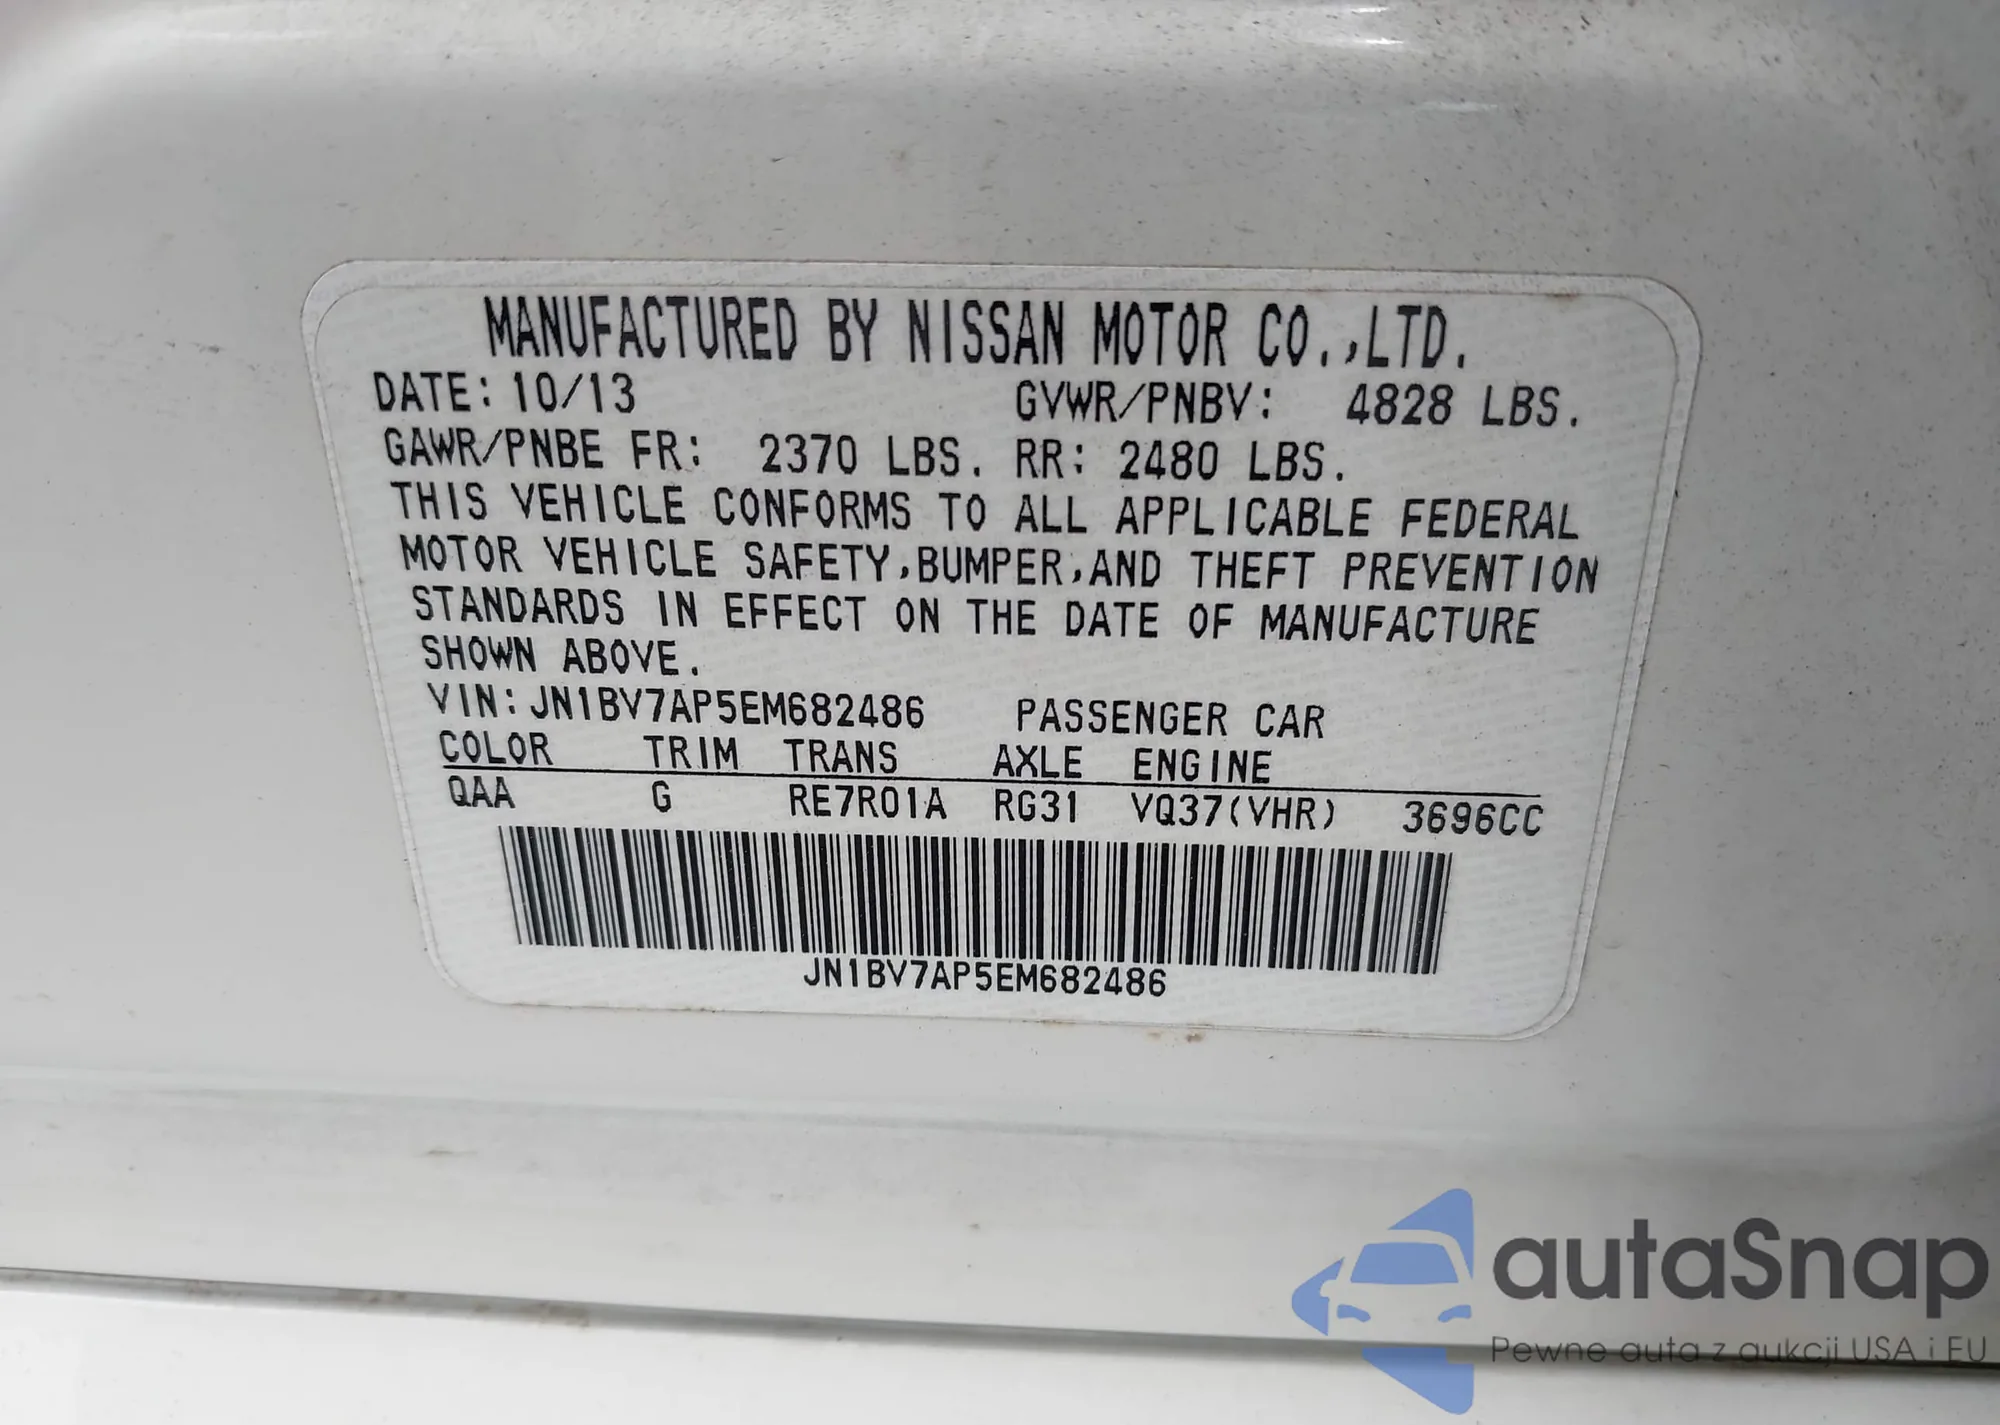 MANUFACTURED BY NISSAN MOTOR CO.,LTD.
DATE: 10/13 GVWR/PNBV: 4828 LBS.
GAWR/PNBE FR: 2370 LBS. RR: 2480 LBS.
THIS VEHICLE CONFORMS TO ALL APPLICABLE FEDERAL
MOTOR VEHICLE SAFETY,BUMPER,AND THEFT PREVENTION
STANDARDS IN EFFECT ON THE DATE OF MANUFACTURE
SHOWN ABOVE.
VIN: JN1BV7AP5EM682486 PASSENGER CAR
COLOR TRIM TRANS AXLE ENGINE
QAA G RE7R01A RG31 VQ37(VHR) 3696CC
JN1BV7AP5EM682486
autaSnap
Pewne auta z aukcji USA i EU